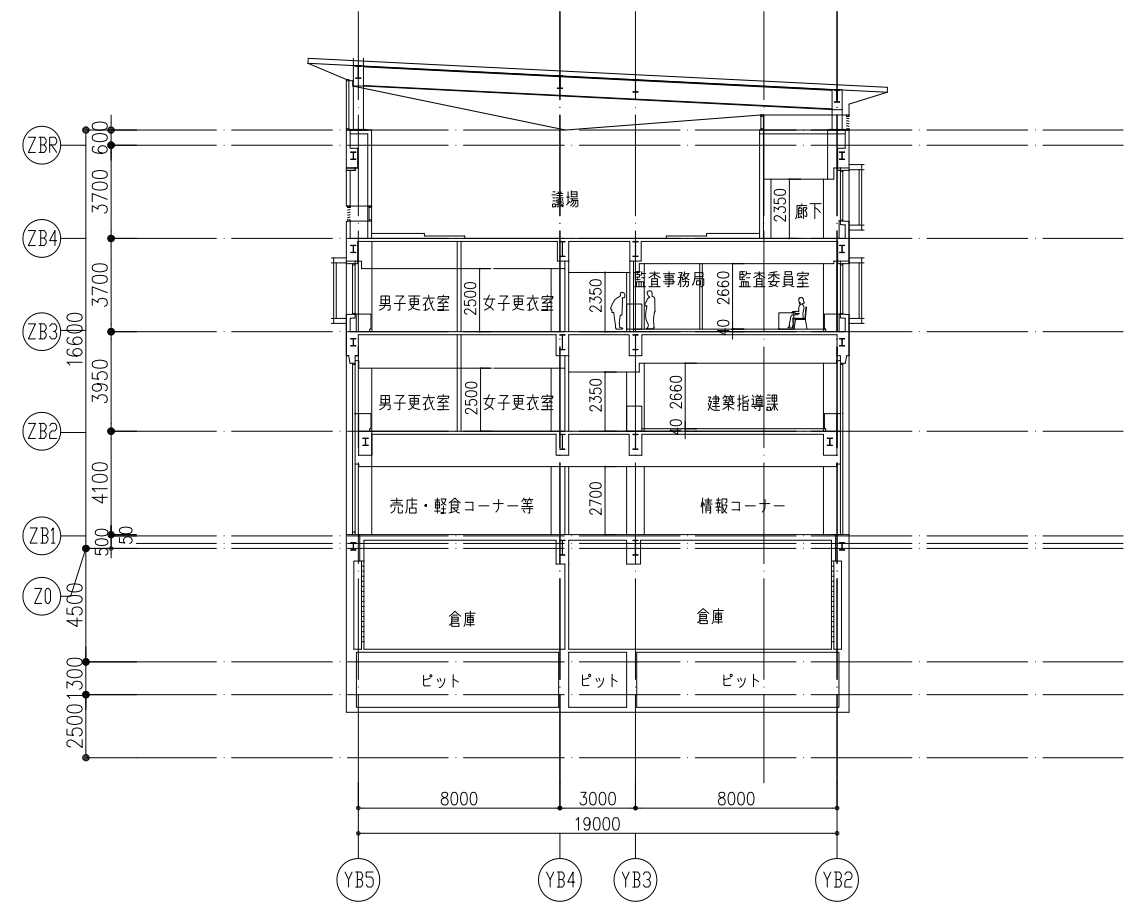 ZBR
600
3700
議場
2350
廊下
ZB4
3700
男子更衣室
2500
女子更衣室
2350
監査事務局
2660
監査委員室
40
ZB3
16600
3950
男子更衣室
2500
女子更衣室
2350
2660
建築指導課
40
ZB2
4100
売店・軽食コーナー等
2700
情報コーナー
ZB1
500
50
Z0
4500
倉庫
倉庫
1300
ピット
ピット
ピット
2500
8000
3000
8000
19000
YB5
YB4
YB3
YB2